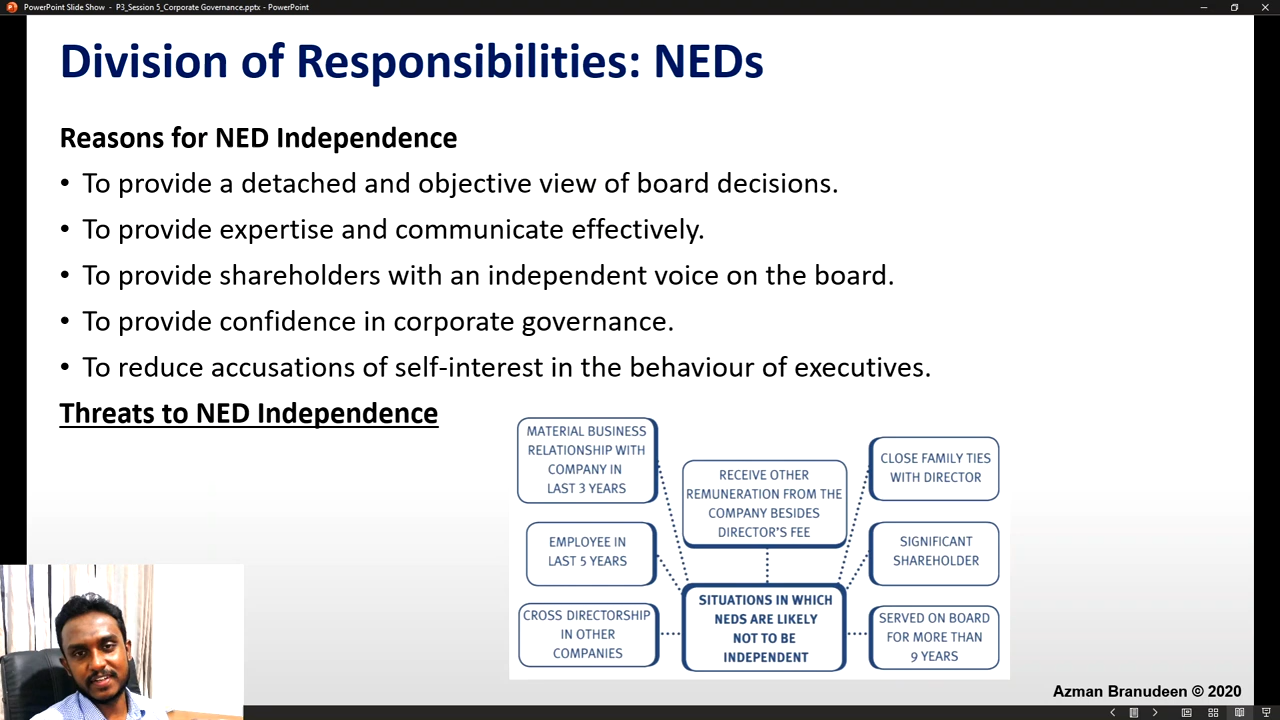 PowerPoint Slide Show - P3_Session 5_Corporate Governance.pptx - PowerPoint
Division of Responsibilities: NEDs
Reasons for NED Independence
• To provide a detached and objective view of board decisions.
• To provide expertise and communicate effectively.
• To provide shareholders with an independent voice on the board.
• To provide confidence in corporate governance.
• To reduce accusations of self-interest in the behaviour of executives.
Threats to NED Independence
MATERIAL BUSINESS
RELATIONSHIP WITH
COMPANY IN
LAST 3 YEARS
RECEIVE OTHER
REMUNERATION FROM THE
COMPANY BESIDES
DIRECTOR'S FEE
CLOSE FAMILY TIES
WITH DIRECTOR
EMPLOYEE IN
LAST 5 YEARS
SIGNIFICANT
SHAREHOLDER
CROSS DIRECTORSHIP
IN OTHER
COMPANIES
SITUATIONS IN WHICH
NEDS ARE LIKELY
NOT TO BE
INDEPENDENT
SERVED ON BOARD
FOR MORE THAN
9 YEARS
Azman Branudeen © 2020